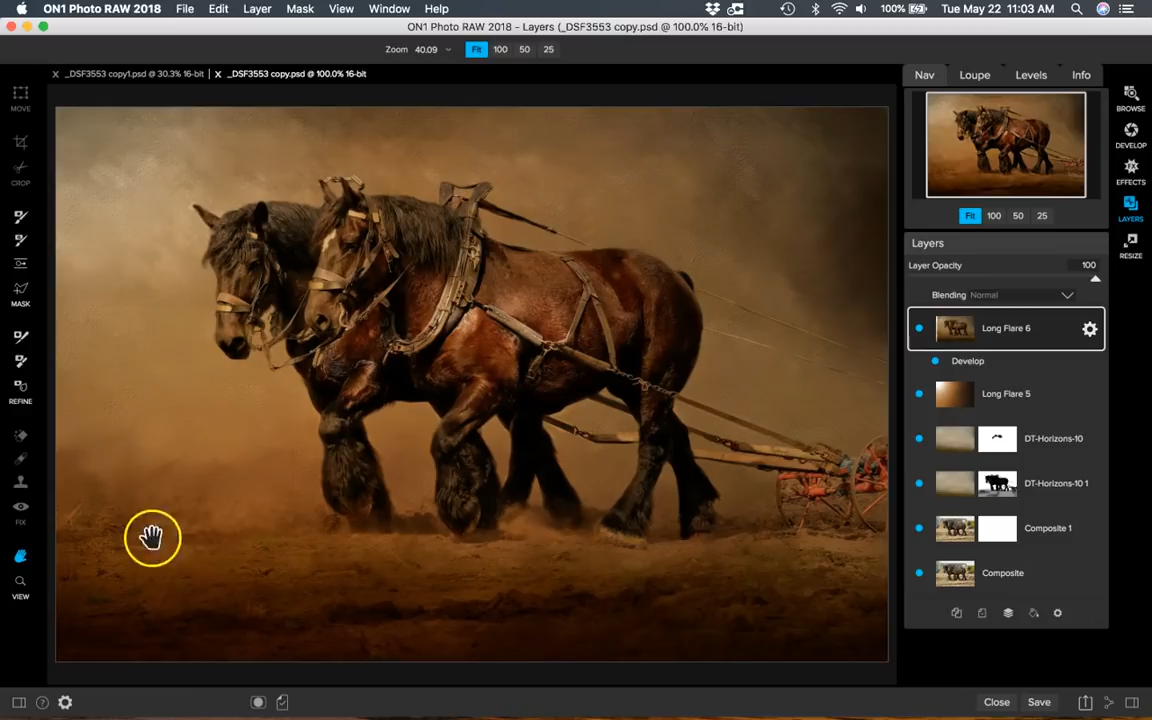 ON1 Photo RAW 2018 File Edit Layer Mask View Window Help 100% Tue May 22 11:03 AM
ON1 Photo RAW 2018 - Layers (_DSF3553 copy.psd @ 100.0% 16-bit)
Zoom 40.09 Fit 100 50 25
_DSF3553 copy1.psd @ 30.3% 16-bit _DSF3553 copy.psd @ 100.0% 16-bit
Nav Loupe Levels Info
MOVE
CROP
MASK
REFINE
FIX
VIEW
BROWSE
DEVELOP
EFFECTS
LAYERS
RESIZE
Fit 100 50 25
Layers
Layer Opacity 100
Blending Normal
Long Flare 6
Develop
Long Flare 5
DT-Horizons-10
DT-Horizons-10 1
Composite 1
Composite
Close Save